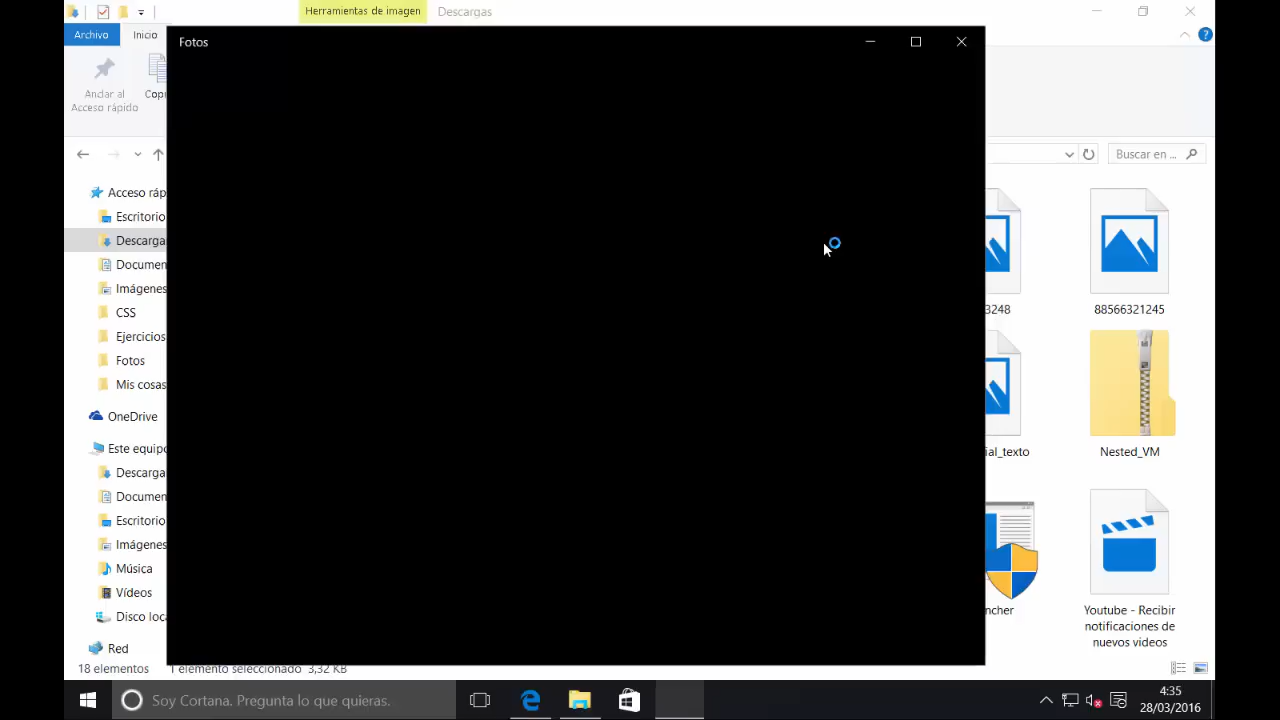 Herramientas de imagen
Descargas
Archivo
Inicio
Anclar al
Acceso rápido
Fotos
Buscar en ...
Acceso ráp
Escritorio
Descarga
Documen
Imágenes
CSS
Ejercicios
Fotos
Mis cosas
OneDrive
Este equipo
Descarga
Documen
Escritorio
Imágenes
Música
Vídeos
Disco loca
Red
3248
88566321245
ial_texto
Nested_VM
ncher
Youtube - Recibir
notificaciones de
nuevos videos
18 elementos
1 elemento seleccionado 3,32 KB
Soy Cortana. Pregunta lo que quieras.
4:35
28/03/2016